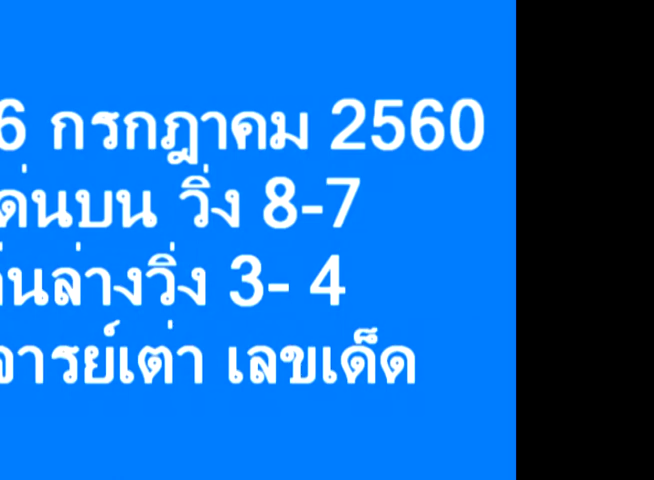 6 กรกฎาคม 2560
ด่นบน วิ่ง 8-7
นล่างวิ่ง 3- 4
จารย์เต่า เลขเด็ด